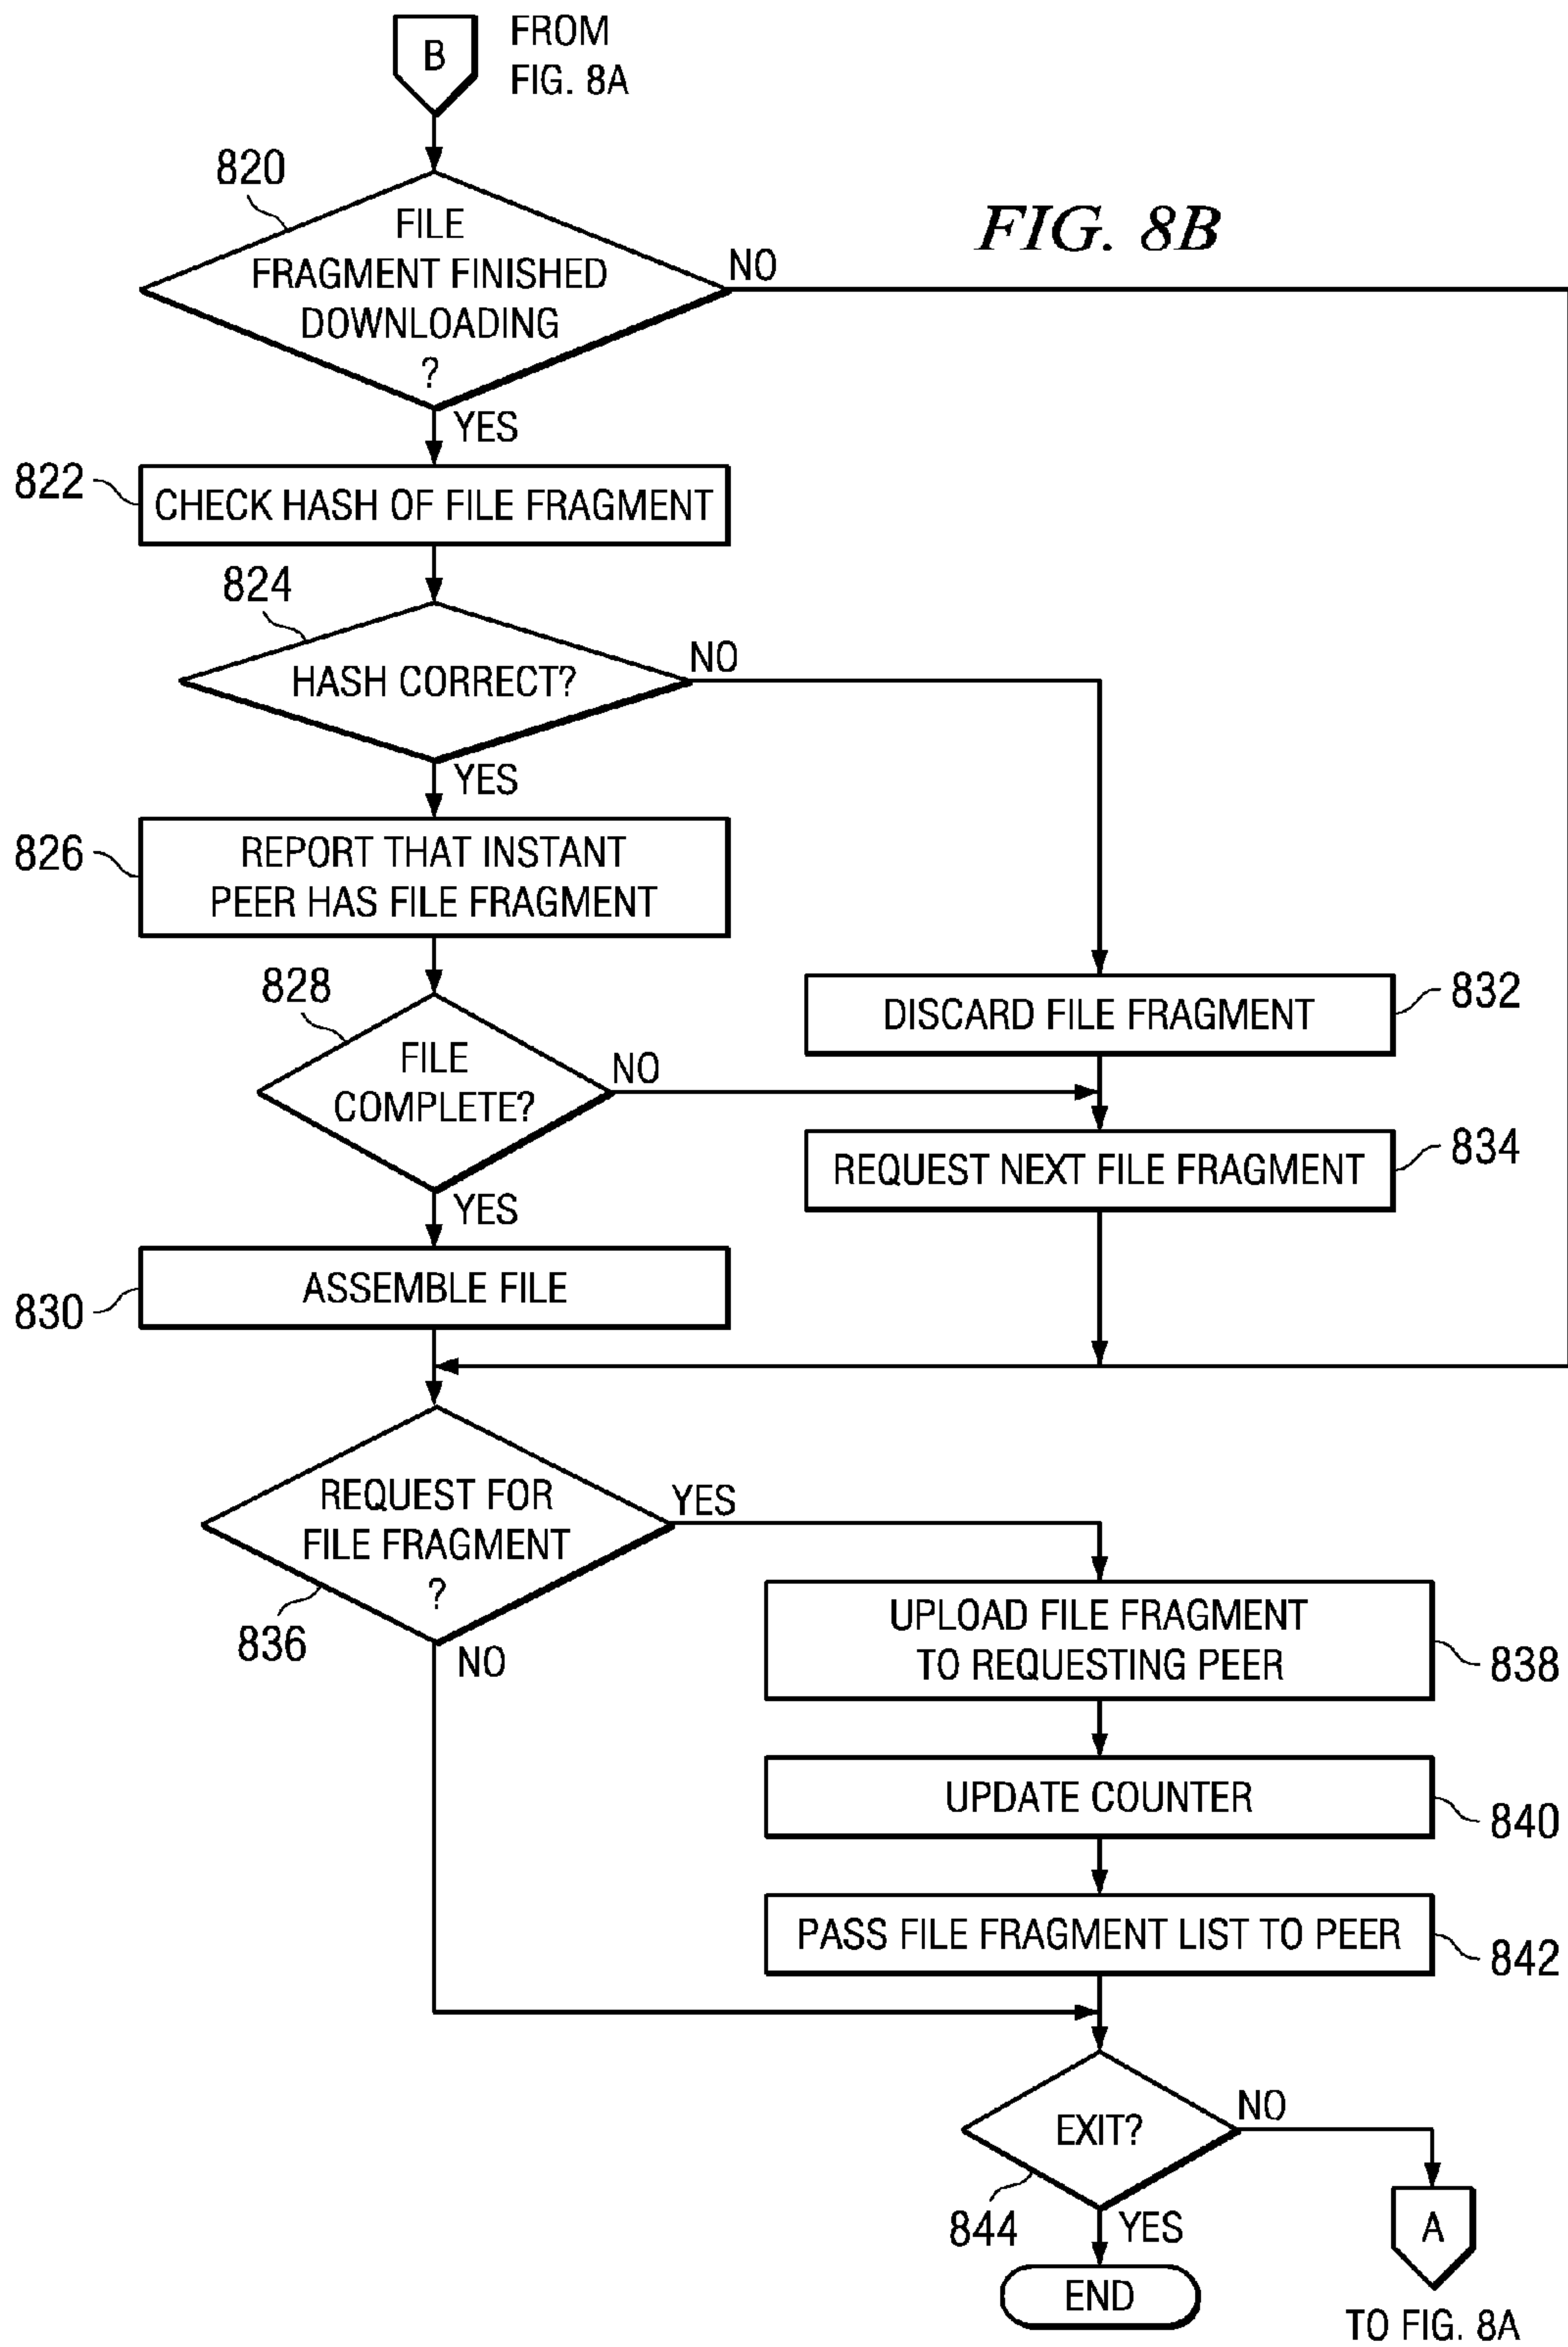 B
FROM
FIG. 8A
820
FIG. 8B
FILE
FRAGMENT FINISHED
DOWNLOADING
?
NO
YES
822
CHECK HASH OF FILE FRAGMENT
824
HASH CORRECT?
NO
YES
826
REPORT THAT INSTANT
PEER HAS FILE FRAGMENT
828
FILE
COMPLETE?
NO
YES
DISCARD FILE FRAGMENT
832
REQUEST NEXT FILE FRAGMENT
834
830
ASSEMBLE FILE
REQUEST FOR
FILE FRAGMENT
?
YES
836
NO
UPLOAD FILE FRAGMENT
TO REQUESTING PEER
838
UPDATE COUNTER
840
PASS FILE FRAGMENT LIST TO PEER
842
EXIT?
NO
844
YES
A
END
TO FIG. 8A